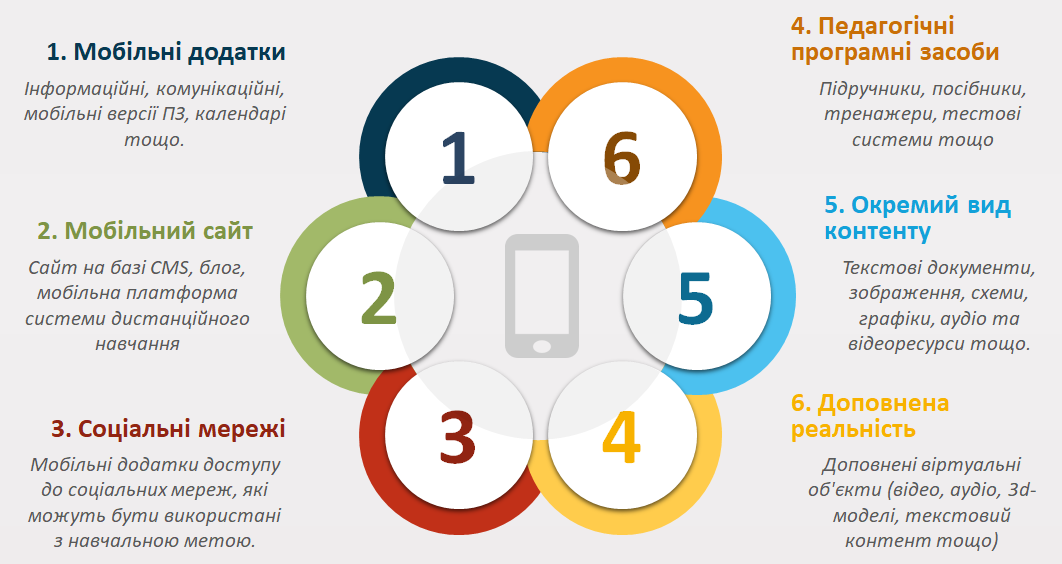 1. Мобільні додатки
Інформаційні, комунікаційні,
мобільні версії ПЗ, календарі
тощо.
2. Мобільний сайт
Сайт на базі CMS, блог,
мобільна платформа
системи дистанційного
навчання
3. Соціальні мережі
Мобільні додатки доступу
до соціальних мереж, які
можуть бути використані
з навчальною метою.
1
6
2
5
3
4
4. Педагогічні
програмні засоби
Підручники, посібники,
тренажери, тестові
системи тощо
5. Окремий вид
контенту
Текстові документи,
зображення, схеми,
графіки, аудіо та
відеоресурси тощо.
6. Доповнена
реальність
Доповнені віртуальні
об'єкти (відео, аудіо, 3d-
моделі, текстовий
контент тощо)